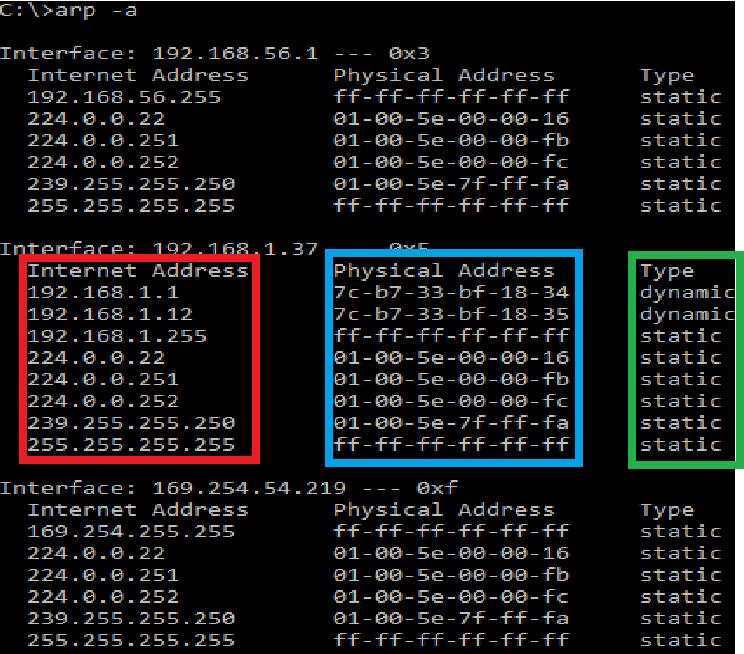 C:\>arp -a
Interface: 192.168.56.1 --- 0x3
Internet Address Physical Address Type
192.168.56.255 ff-ff-ff-ff-ff-ff static
224.0.0.22 01-00-5e-00-00-16 static
224.0.0.251 01-00-5e-00-00-fb static
224.0.0.252 01-00-5e-00-00-fc static
239.255.255.250 01-00-5e-7f-ff-fa static
255.255.255.255 ff-ff-ff-ff-ff-ff static
Interface: 192.168.1.37 0x5
Internet Address Physical Address Type
192.168.1.1 7c-b7-33-bf-18-34 dynamic
192.168.1.12 7c-b7-33-bf-18-35 dynamic
192.168.1.255 ff-ff-ff-ff-ff-ff static
224.0.0.22 01-00-5e-00-00-16 static
224.0.0.251 01-00-5e-00-00-fb static
224.0.0.252 01-00-5e-00-00-fc static
239.255.255.250 01-00-5e-7f-ff-fa static
255.255.255.255 ff-ff-ff-ff-ff-ff static
Interface: 169.254.54.219 --- 0xf
Internet Address Physical Address Type
169.254.255.255 ff-ff-ff-ff-ff-ff static
224.0.0.22 01-00-5e-00-00-16 static
224.0.0.251 01-00-5e-00-00-fb static
224.0.0.252 01-00-5e-00-00-fc static
239.255.255.250 01-00-5e-7f-ff-fa static
255.255.255.255 ff-ff-ff-ff-ff-ff static